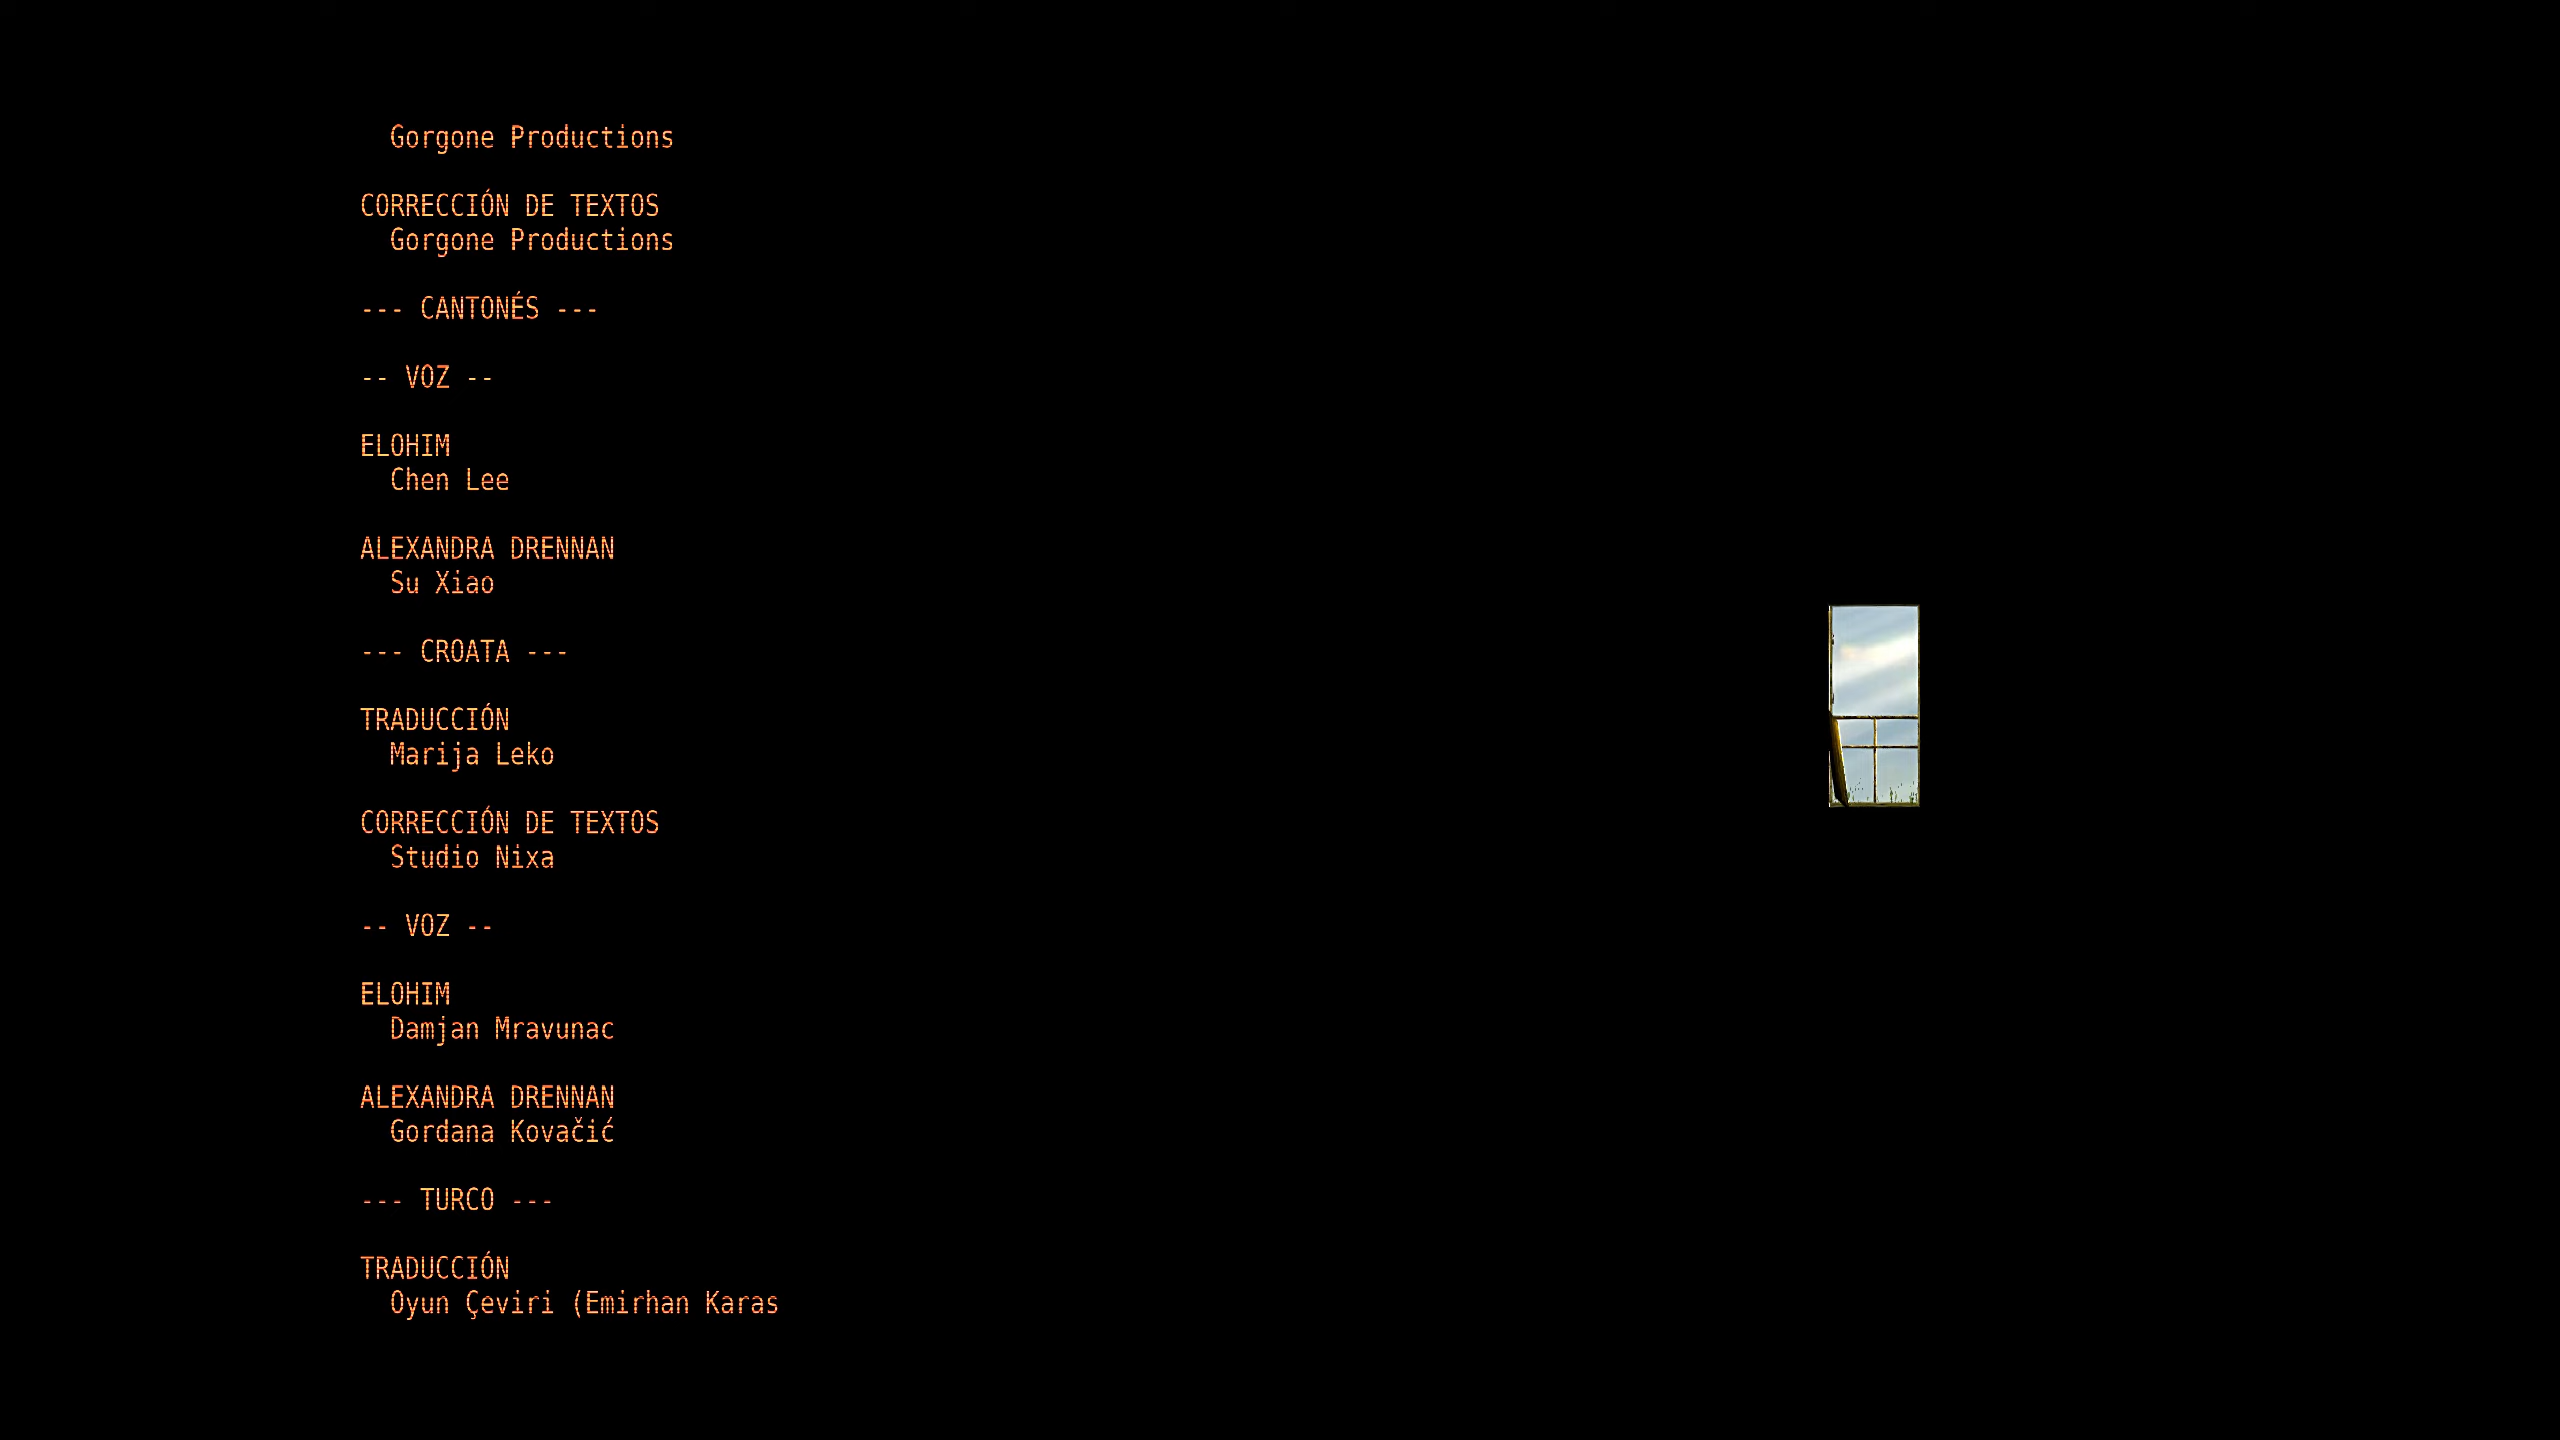 Gorgone Productions
CORRECCIÓN DE TEXTOS
Gorgone Productions
--- CANTONÉS ---
-- VOZ --
ELOHIM
Chen Lee
ALEXANDRA DRENNAN
Su Xiao
--- CROATA ---
TRADUCCIÓN
Marija Leko
CORRECCIÓN DE TEXTOS
Studio Nixa
-- VOZ --
ELOHIM
Damjan Mravunac
ALEXANDRA DRENNAN
Gordana Kovačić
--- TURCO ---
TRADUCCIÓN
Oyun Çeviri (Emirhan Karas